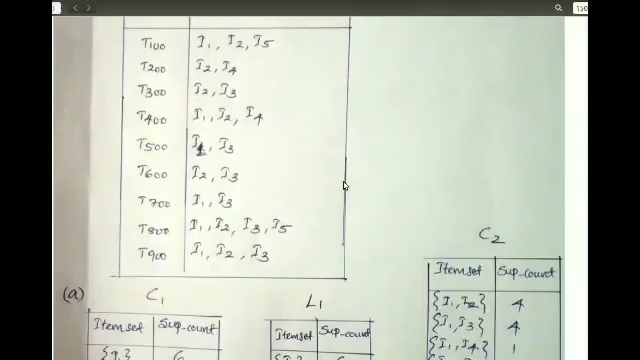 150
T100 I1, I2, I5
T200 I2, I4
T300 I2, I3
T400 I1, I2, I4
T500 I1, I3
T600 I2, I3
T700 I1, I3
T800 I1, I2, I3, I5
T900 I1, I2, I3
C2
Itemset Sup_count
{I1, I2} 4
{I1, I3} 4
{I1, I4} 1
(a) C1 L1
Itemset Sup_count Itemset Sup_count
6